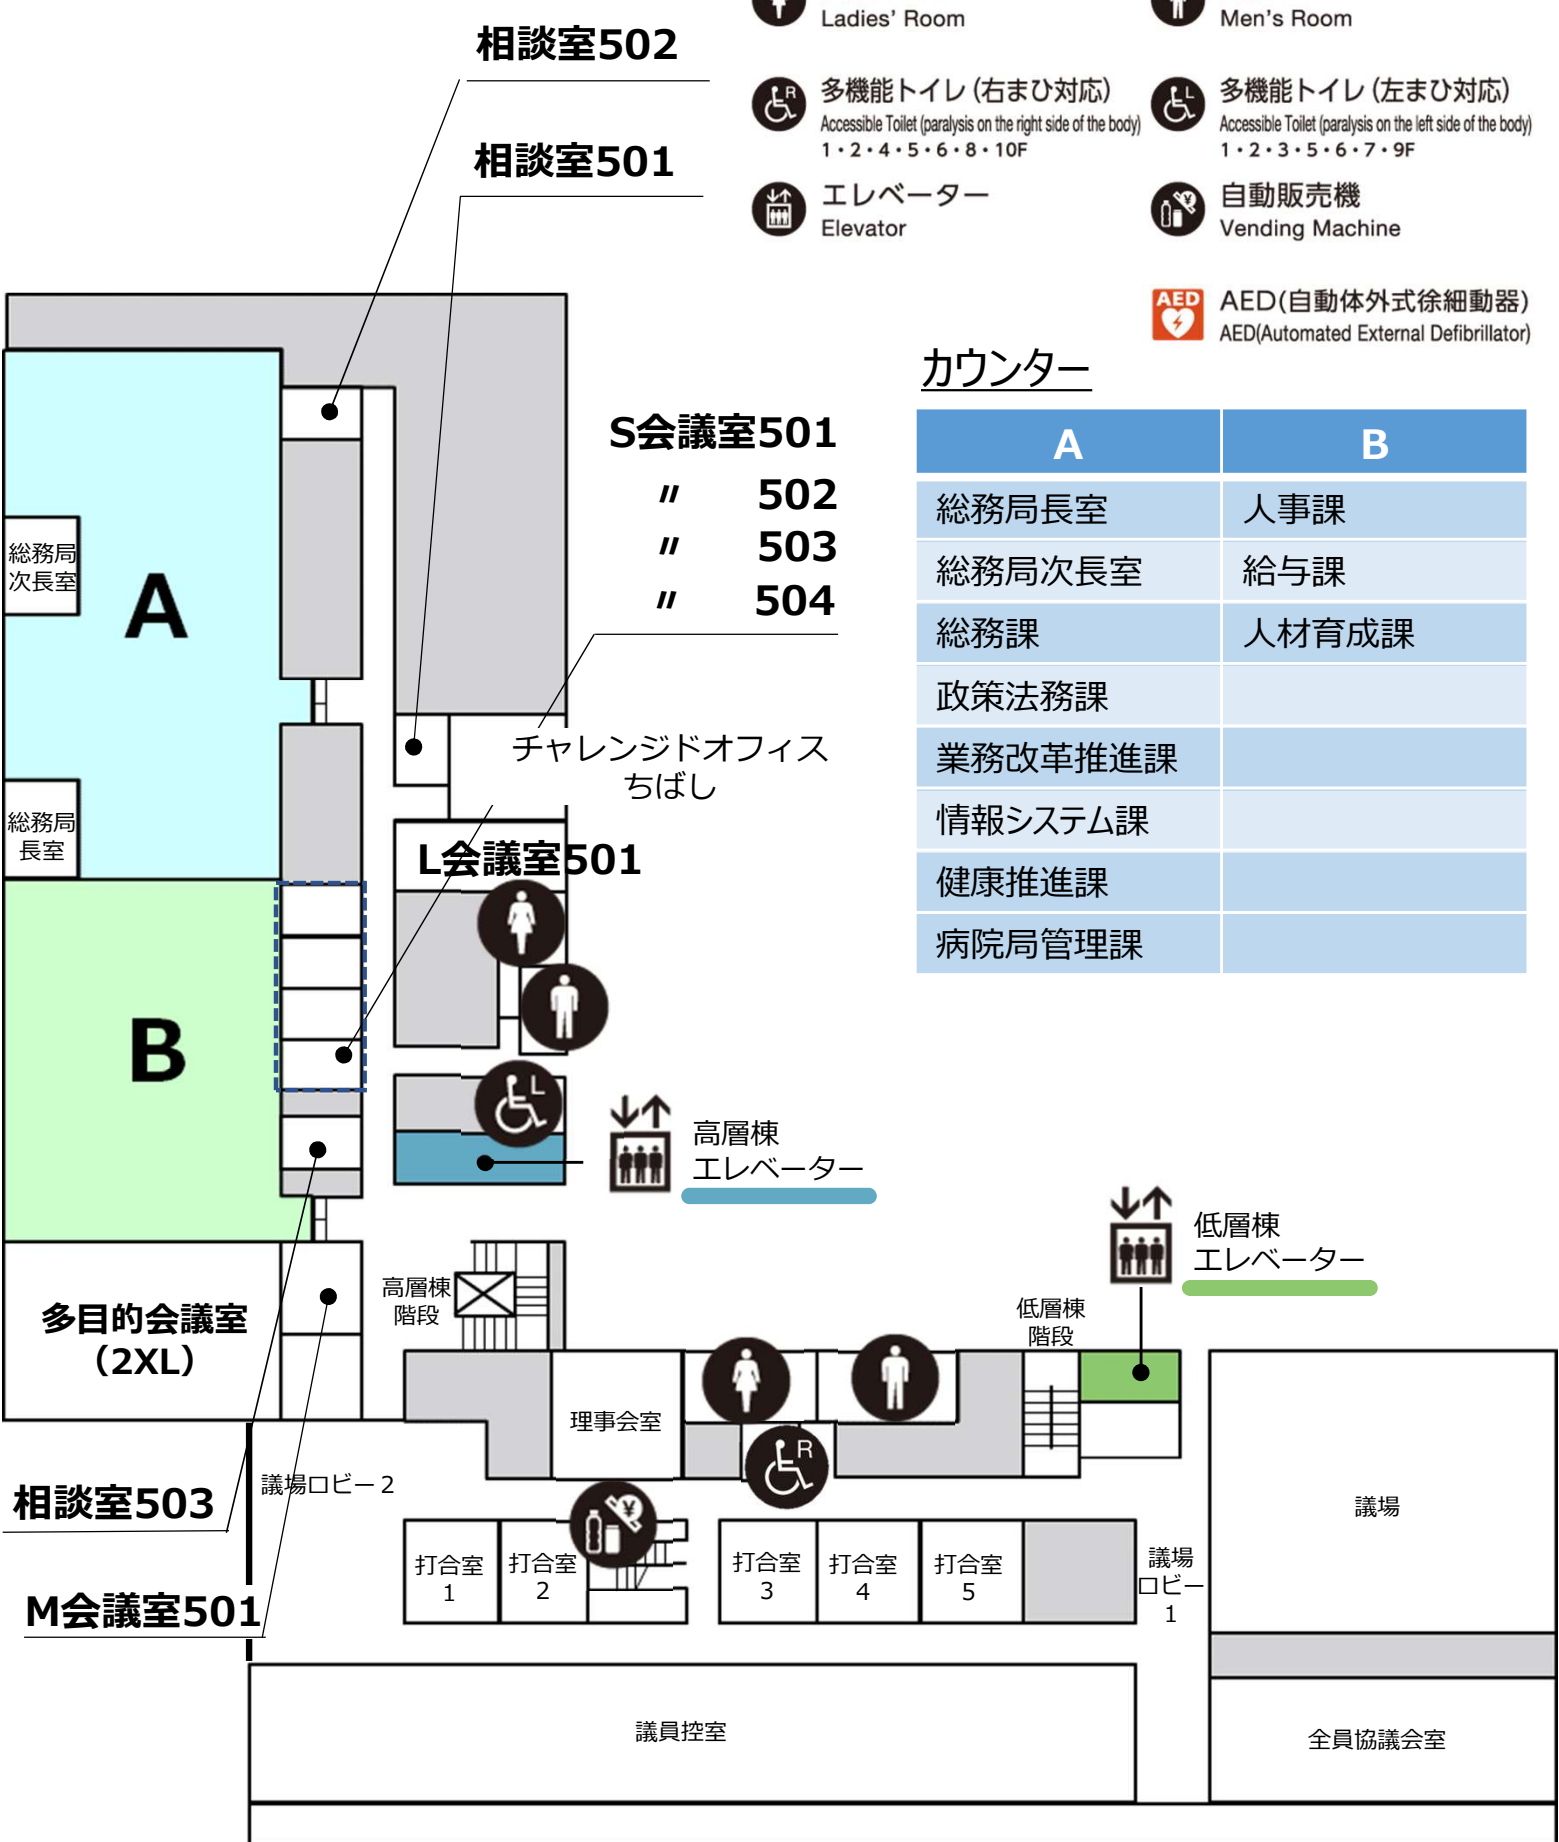 Ladies' Room
Men's Room
相談室502
R
多機能トイレ（右まひ対応）
Accessible Toilet (paralysis on the right side of the body)
1・2・4・5・6・8・10F
L
多機能トイレ（左まひ対応）
Accessible Toilet (paralysis on the left side of the body)
1・2・3・5・6・7・9F
相談室501
エレベーター
Elevator
自動販売機
Vending Machine
AED
AED(自動体外式徐細動器)
AED(Automated External Defibrillator)
カウンター
A B
総務局長室 人事課
総務局次長室 給与課
総務課 人材育成課
政策法務課
業務改革推進課
情報システム課
健康推進課
病院局管理課
S会議室501
〃 502
〃 503
〃 504
総務局
次長室
A
チャレンジドオフィス
ちばし
総務局
長室
L会議室501
B
L
高層棟
エレベーター
低層棟
エレベーター
高層棟
階段
低層棟
階段
多目的会議室
（2XL）
理事会室
R
議場ロビー２
相談室503
¥
議場
打合室
1
打合室
2
打合室
3
打合室
4
打合室
5
議場
ロビー
1
M会議室501
議員控室
全員協議会室